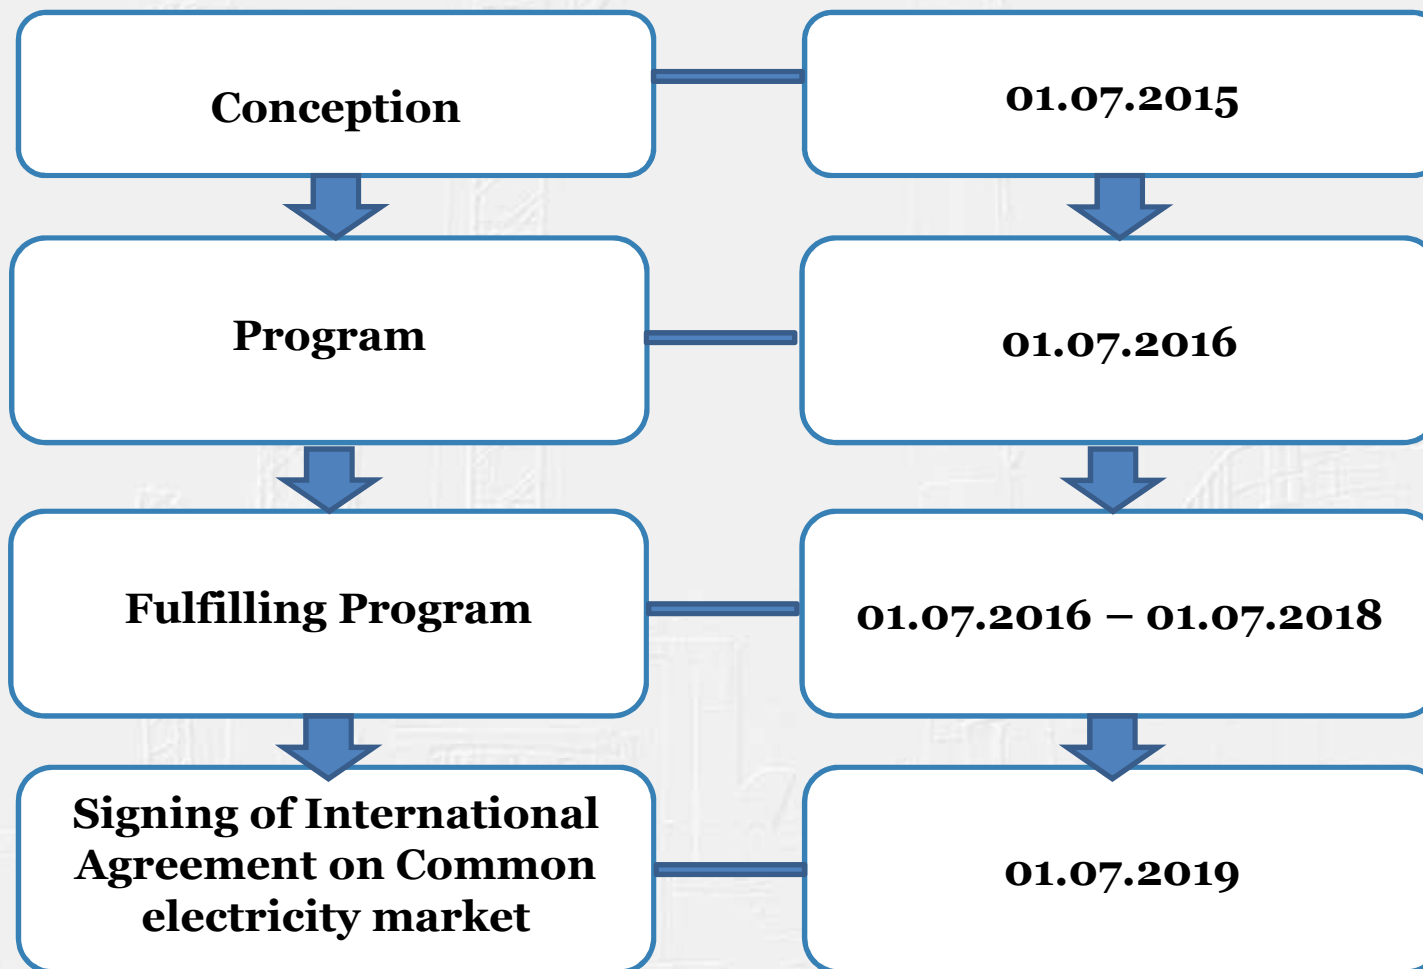 Conception
01.07.2015
Program
01.07.2016
Fulfilling Program
01.07.2016 – 01.07.2018
Signing of International
Agreement on Common
electricity market
01.07.2019